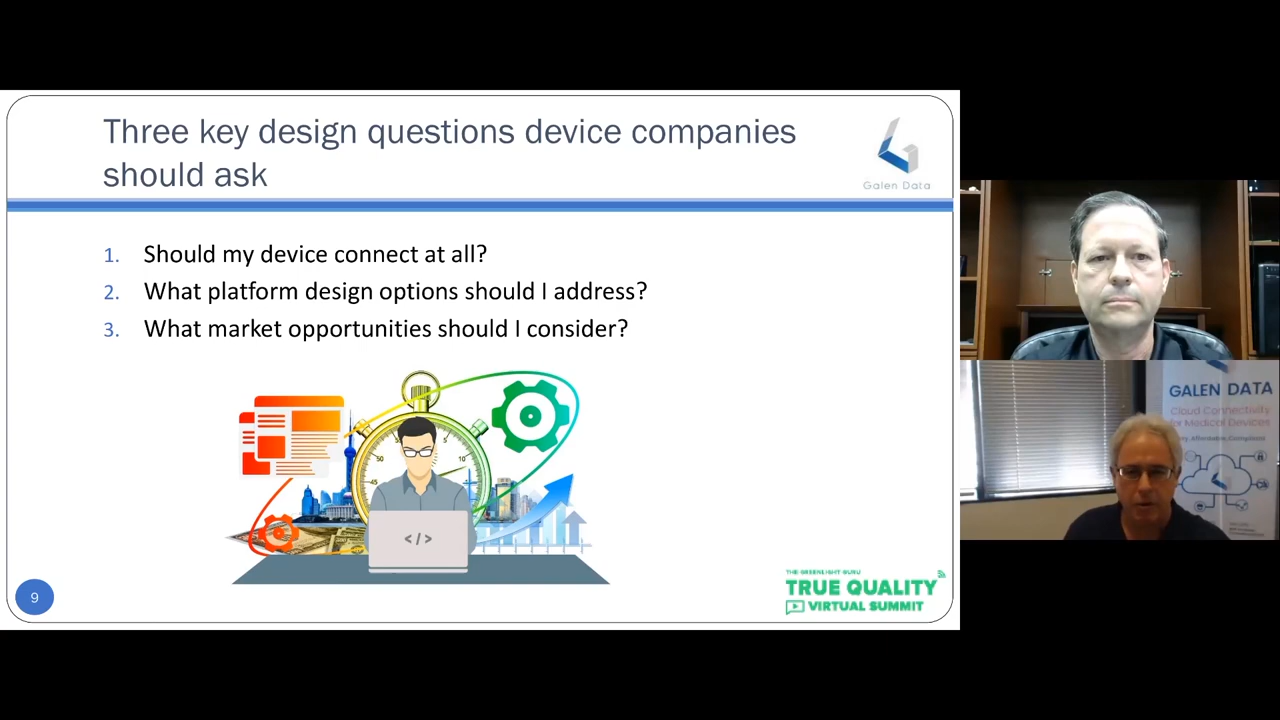 Three key design questions device companies
should ask
Galen Data
1. Should my device connect at all?
2. What platform design options should I address?
3. What market opportunities should I consider?
</>
9
THE GREENLIGHT GURU
TRUE QUALITY
VIRTUAL SUMMIT
GALEN DATA
Cloud Connectivity
for Medical Devices